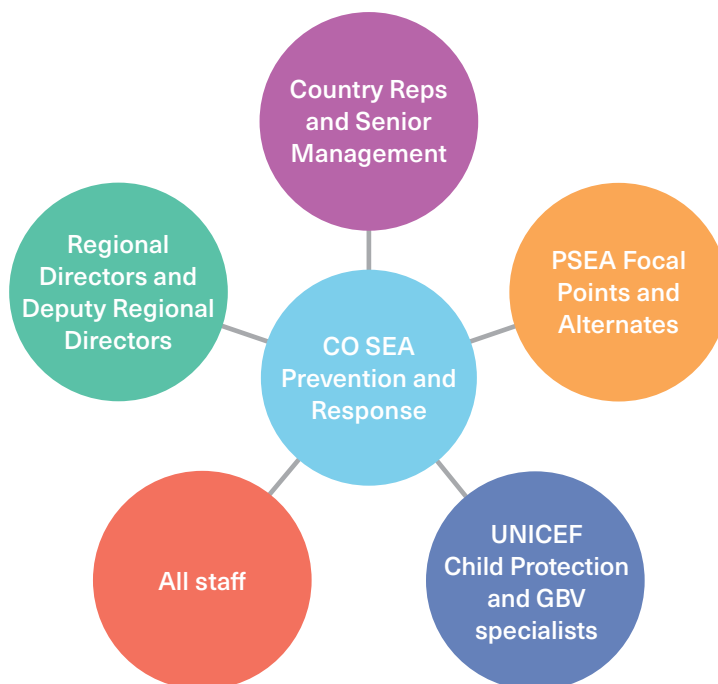 Country Reps
and Senior
Management
Regional
Directors and
Deputy Regional
Directors
PSEA Focal
Points and
Alternates
CO SEA
Prevention and
Response
All staff
UNICEF
Child Protection
and GBV
specialists